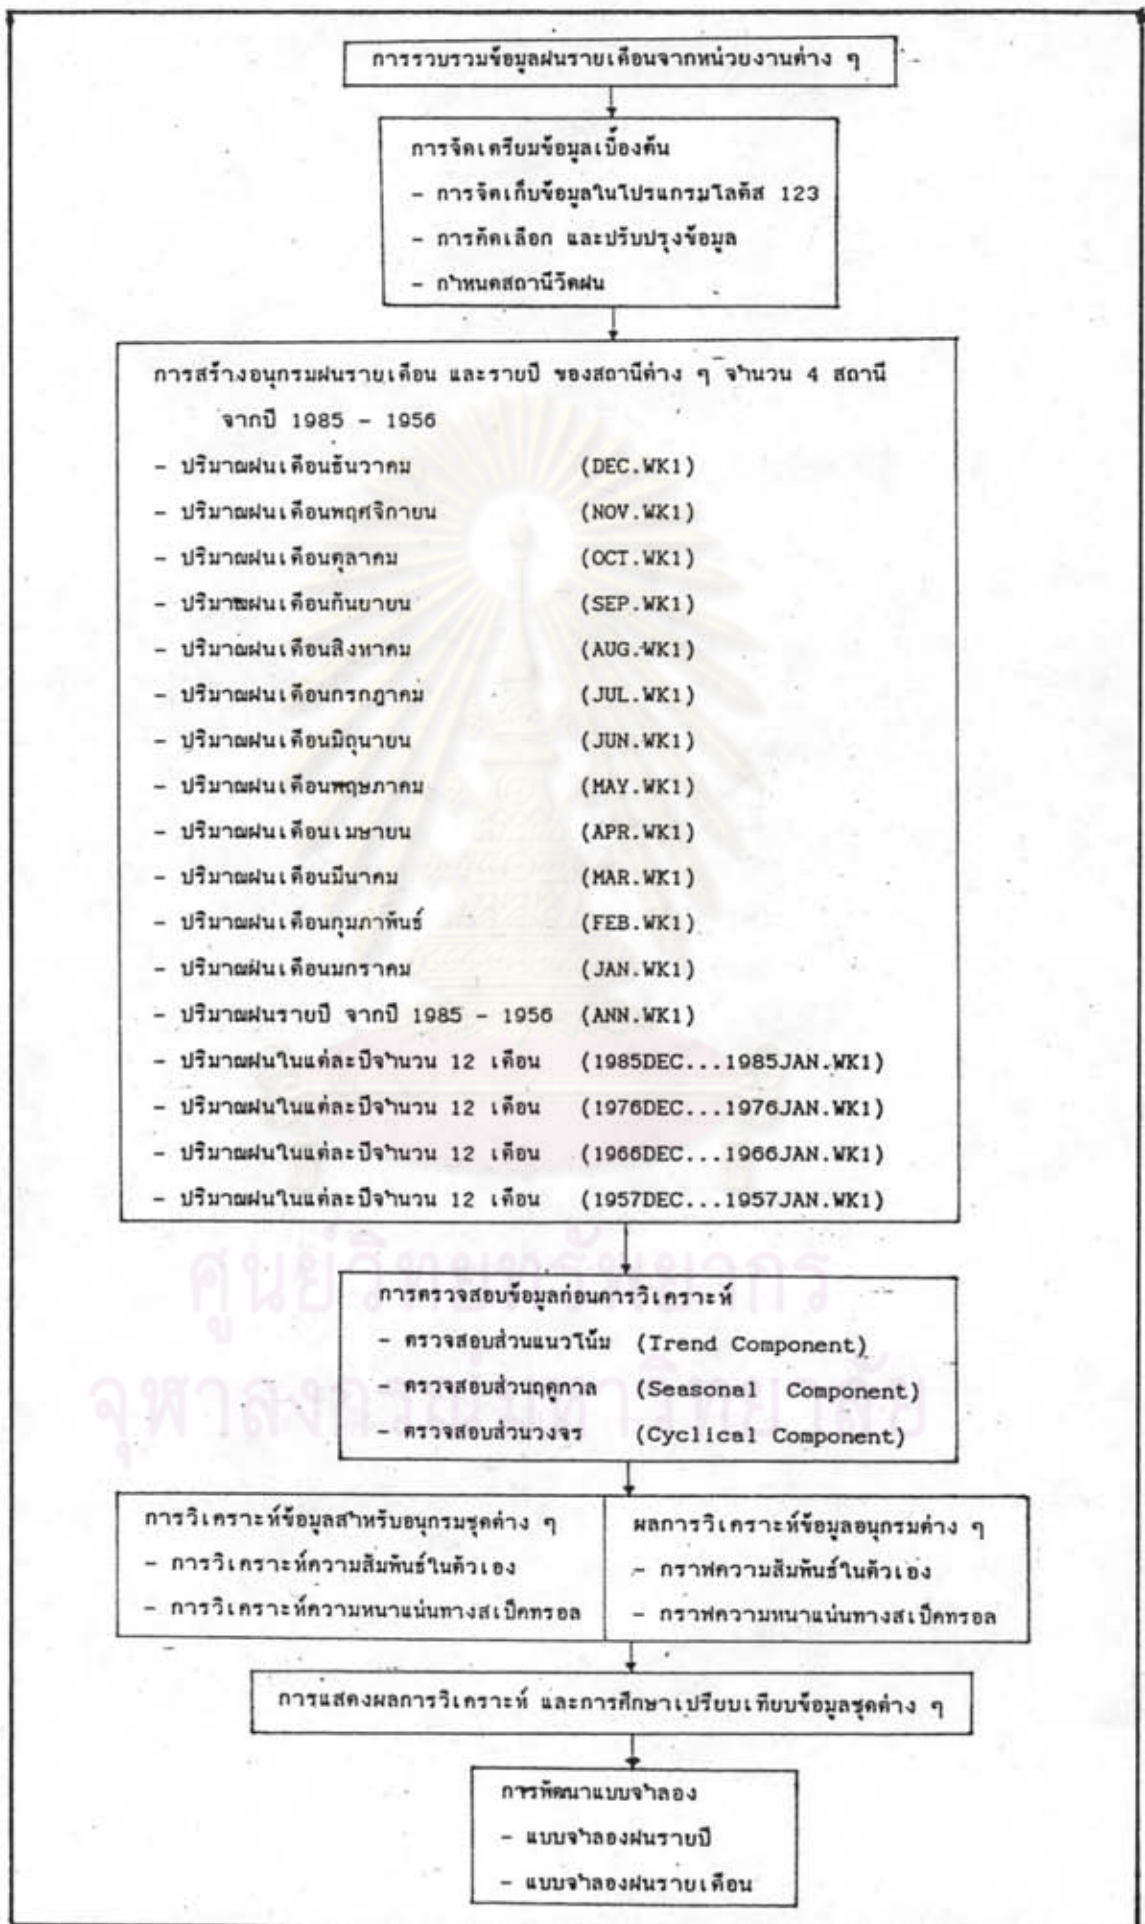 การรวบรวมข้อมูลฝนรายเดือนจากหน่วยงานต่าง ๆ
การจัดเตรียมข้อมูลเบื้องต้น
- การจัดเก็บข้อมูลในโปรแกรมโลตัส 123
- การคัดเลือก และปรับปรุงข้อมูล
- กำหนดสถานีวัดฝน
การสร้างอนุกรมฝนรายเดือน และรายปี ของสถานีต่าง ๆ จำนวน 4 สถานี
จากปี 1985 - 1956
- ปริมาณฝนเดือนธันวาคม (DEC.WK1)
- ปริมาณฝนเดือนพฤศจิกายน (NOV.WK1)
- ปริมาณฝนเดือนตุลาคม (OCT.WK1)
- ปริมาณฝนเดือนกันยายน (SEP.WK1)
- ปริมาณฝนเดือนสิงหาคม (AUG.WK1)
- ปริมาณฝนเดือนกรกฎาคม (JUL.WK1)
- ปริมาณฝนเดือนมิถุนายน (JUN.WK1)
- ปริมาณฝนเดือนพฤษภาคม (MAY.WK1)
- ปริมาณฝนเดือนเมษายน (APR.WK1)
- ปริมาณฝนเดือนมีนาคม (MAR.WK1)
- ปริมาณฝนเดือนกุมภาพันธ์ (FEB.WK1)
- ปริมาณฝนเดือนมกราคม (JAN.WK1)
- ปริมาณฝนรายปี จากปี 1985 - 1956 (ANN.WK1)
- ปริมาณฝนในแต่ละปีจำนวน 12 เดือน (1985DEC...1985JAN.WK1)
- ปริมาณฝนในแต่ละปีจำนวน 12 เดือน (1976DEC...1976JAN.WK1)
- ปริมาณฝนในแต่ละปีจำนวน 12 เดือน (1966DEC...1966JAN.WK1)
- ปริมาณฝนในแต่ละปีจำนวน 12 เดือน (1957DEC...1957JAN.WK1)
ศูนย์วิทยทรัพยากร
จุฬาลงกรณ์มหาวิทยาลัย
การตรวจสอบข้อมูลก่อนการวิเคราะห์
- ตรวจสอบส่วนแนวโน้ม (Trend Component)
- ตรวจสอบส่วนฤดูกาล (Seasonal Component)
- ตรวจสอบส่วนวงจร (Cyclical Component)
การวิเคราะห์ข้อมูลสำหรับอนุกรมชุดต่าง ๆ
- การวิเคราะห์ความสัมพันธ์ในตัวเอง
- การวิเคราะห์ความหนาแน่นทางสเป็คทรอล
ผลการวิเคราะห์ข้อมูลอนุกรมต่าง ๆ
- กราฟความสัมพันธ์ในตัวเอง
- กราฟความหนาแน่นทางสเป็คทรอล
การแสดงผลการวิเคราะห์ และการศึกษาเปรียบเทียบข้อมูลชุดต่าง ๆ
การพัฒนาแบบจำลอง
- แบบจำลองฝนรายปี
- แบบจำลองฝนรายเดือน